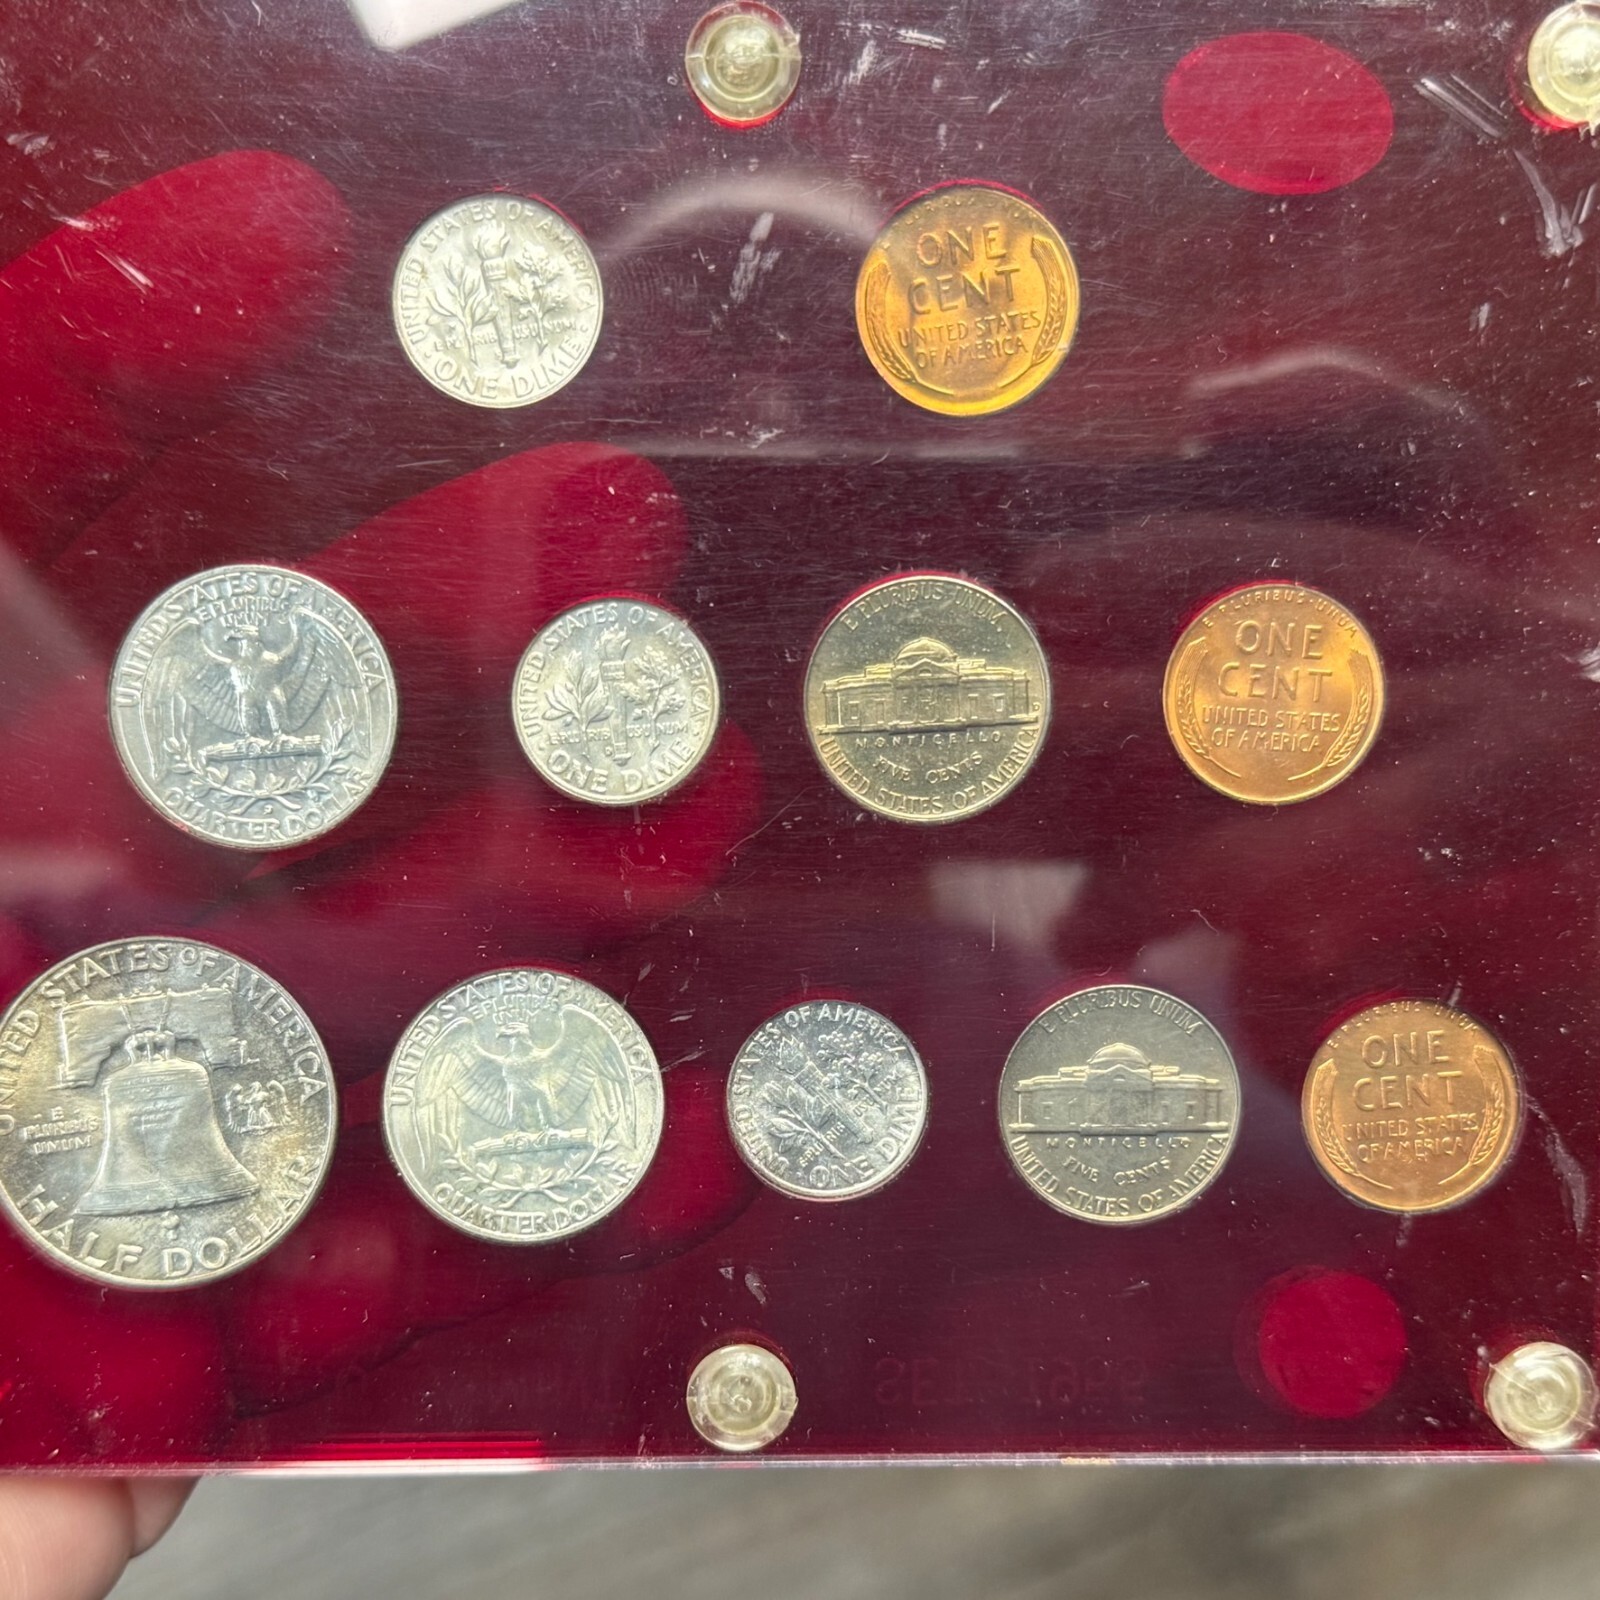 UNITED STATES OF AMERICA
ONE DIME
E PLURIBUS UNUM
ONE
CENT
UNITED STATES
OF AMERICA
UNITED STATES OF AMERICA
E PLURIBUS
UNUM
QUARTER DOLLAR
UNITED STATES OF AMERICA
E PLURIBUS UNUM
D
ONE DIME
E PLURIBUS UNUM
MONTICELLO
FIVE CENTS
UNITED STATES OF AMERICA
E PLURIBUS UNUM
ONE
CENT
UNITED STATES
OF AMERICA
UNITED STATES OF AMERICA
E
PLURIBUS
UNUM
HALF DOLLAR
UNITED STATES OF AMERICA
E PLURIBUS
UNUM
QUARTER DOLLAR
UNITED STATES OF AMERICA
E PLURIBUS UNUM
ONE DIME
E PLURIBUS UNUM
MONTICELLO
FIVE CENTS
UNITED STATES OF AMERICA
E PLURIBUS UNUM
ONE
CENT
UNITED STATES
OF AMERICA